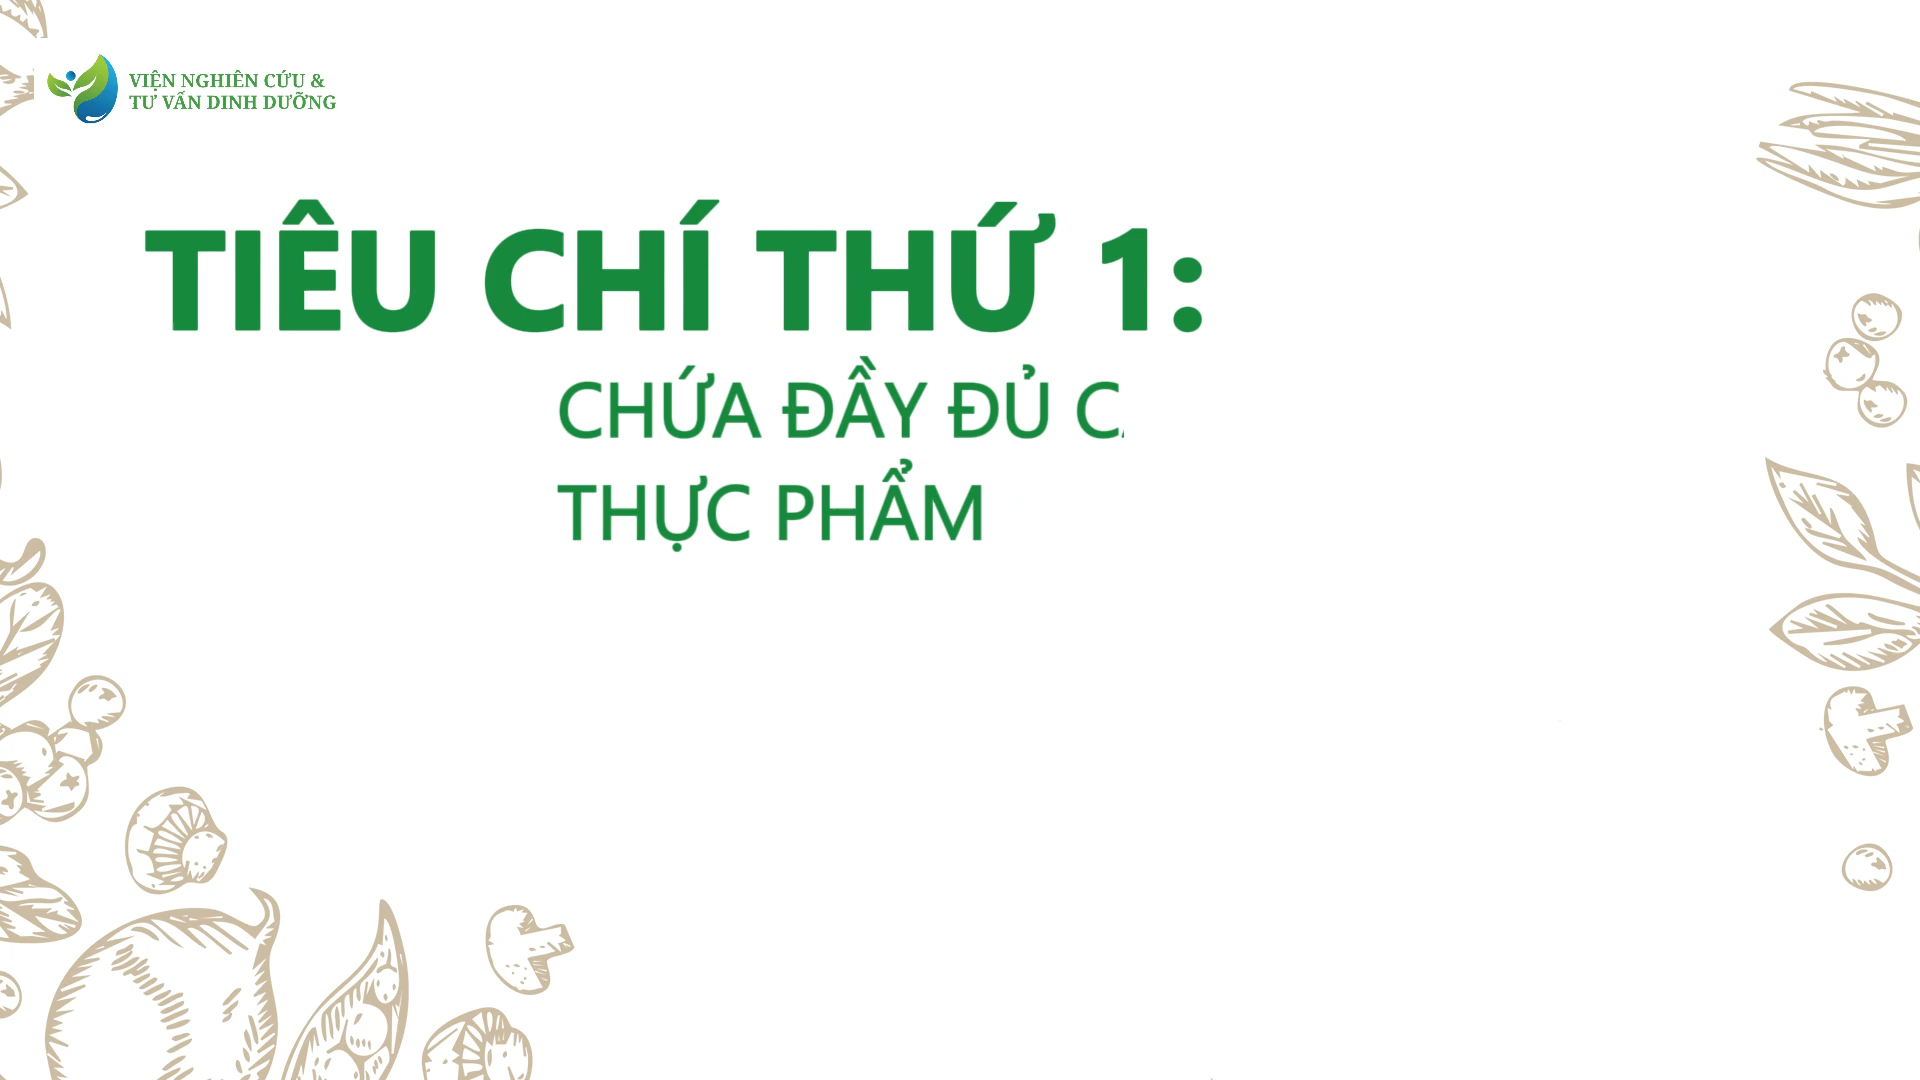 VIỆN NGHIÊN CỨU &
TƯ VẤN DINH DƯỠNG
TIÊU CHÍ THỨ 1:
CHỨA ĐẦY ĐỦ
THỰC PHẨM